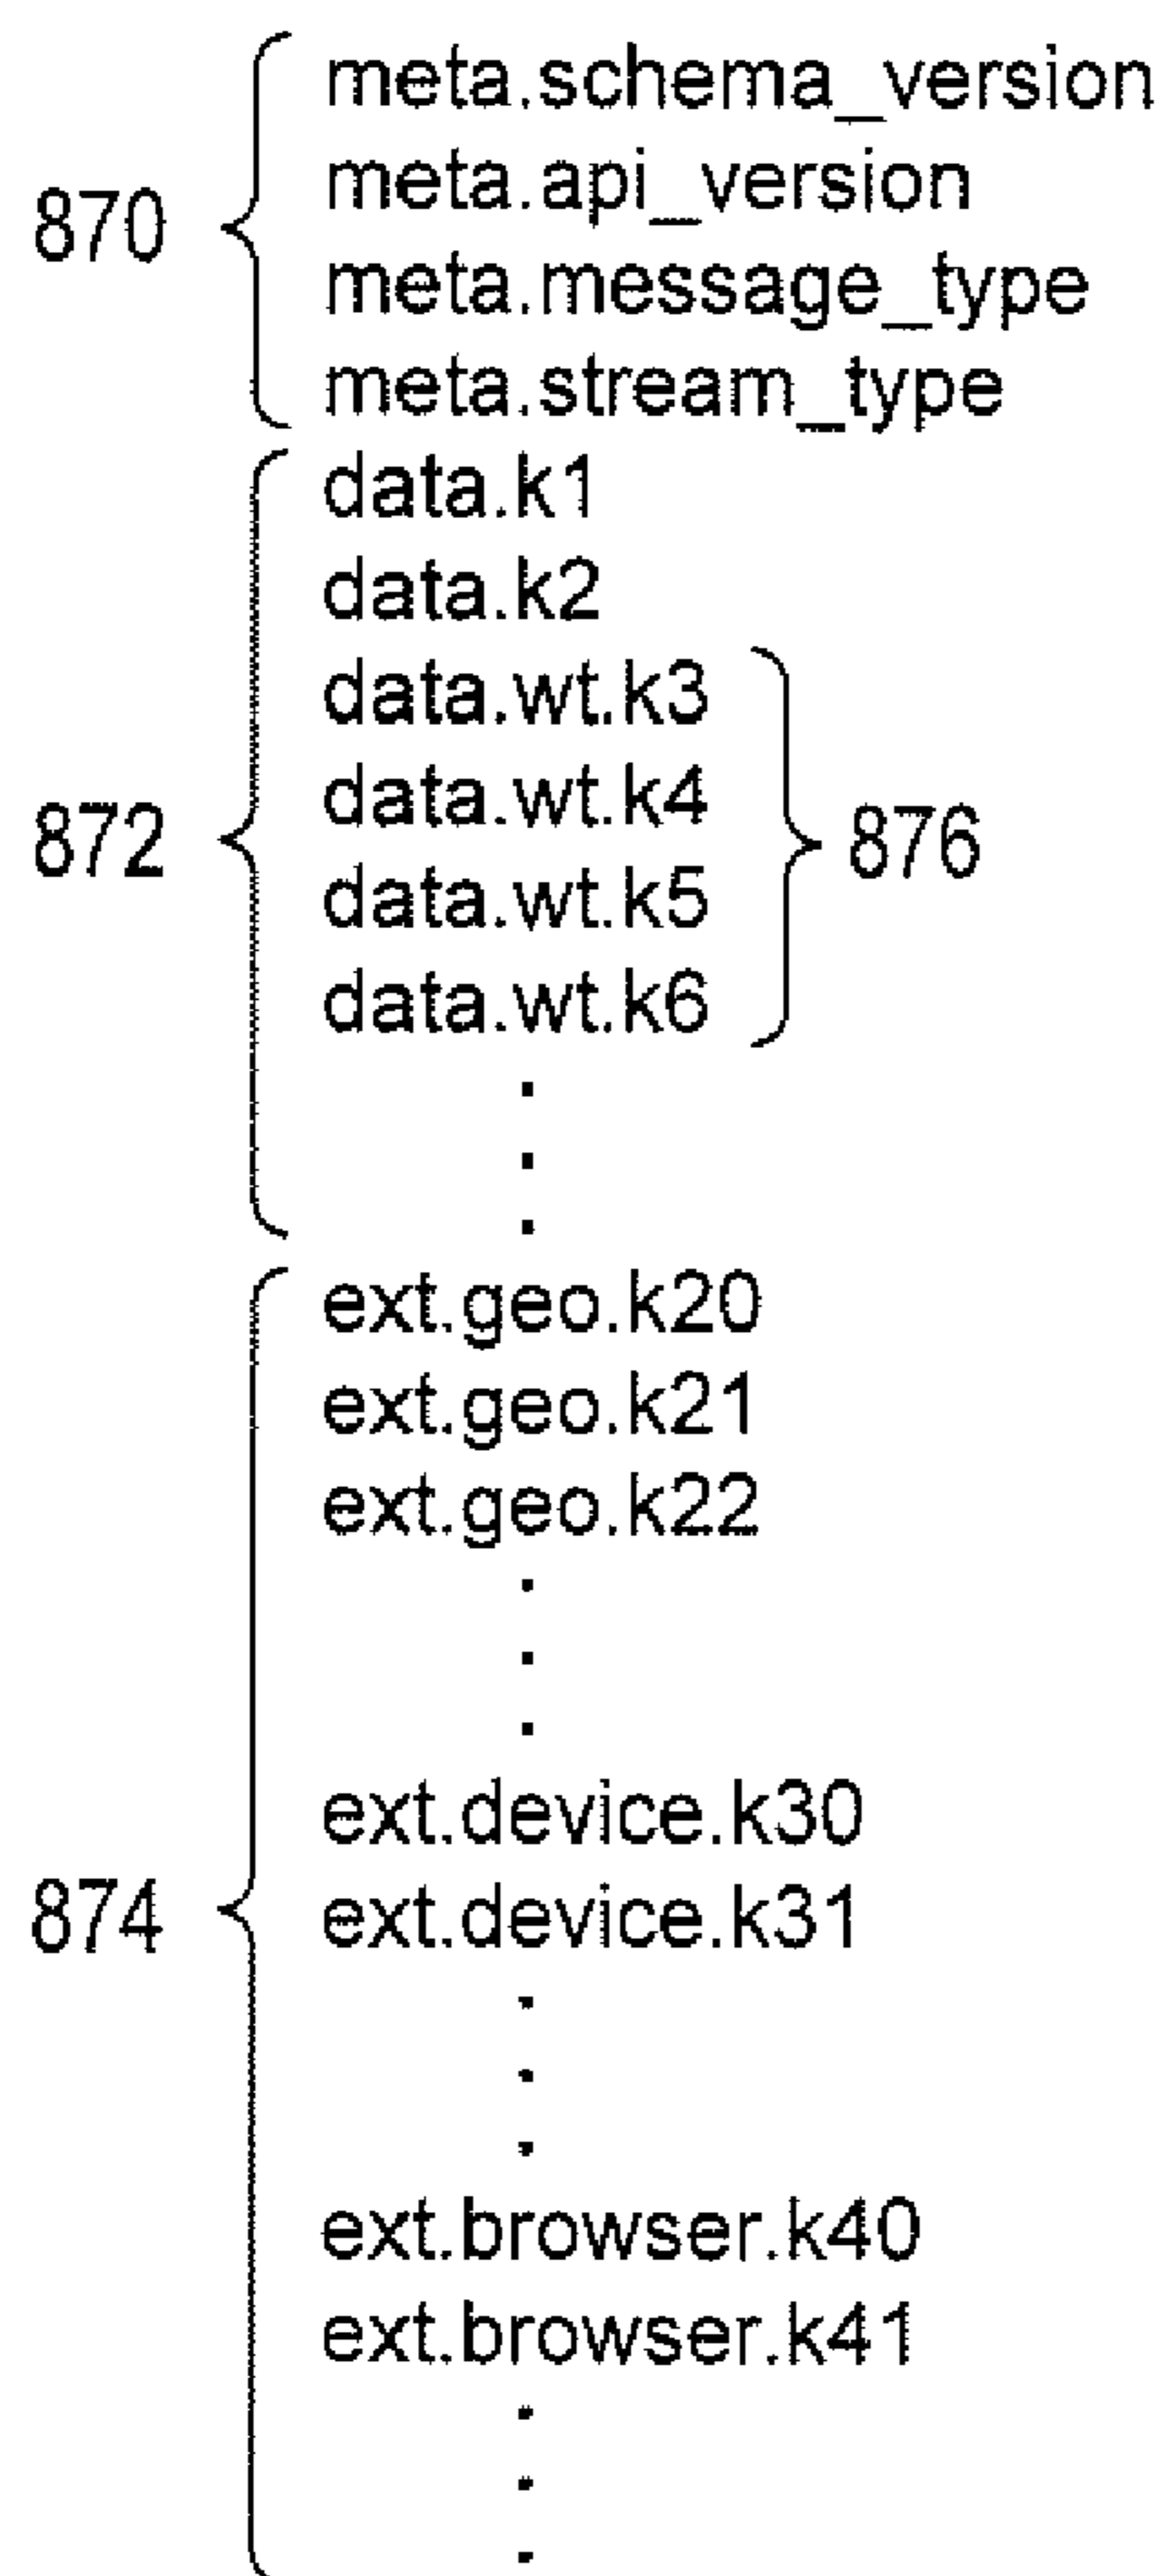 meta.schema_version
meta.api_version
870
meta.message_type
meta.stream_type
data.k1
data.k2
data.wt.k3
data.wt.k4
872
876
data.wt.k5
data.wt.k6
.
.
.
ext.geo.k20
ext.geo.k21
ext.geo.k22
.
.
.
ext.device.k30
874
ext.device.k31
.
.
.
ext.browser.k40
ext.browser.k41
.
.
.